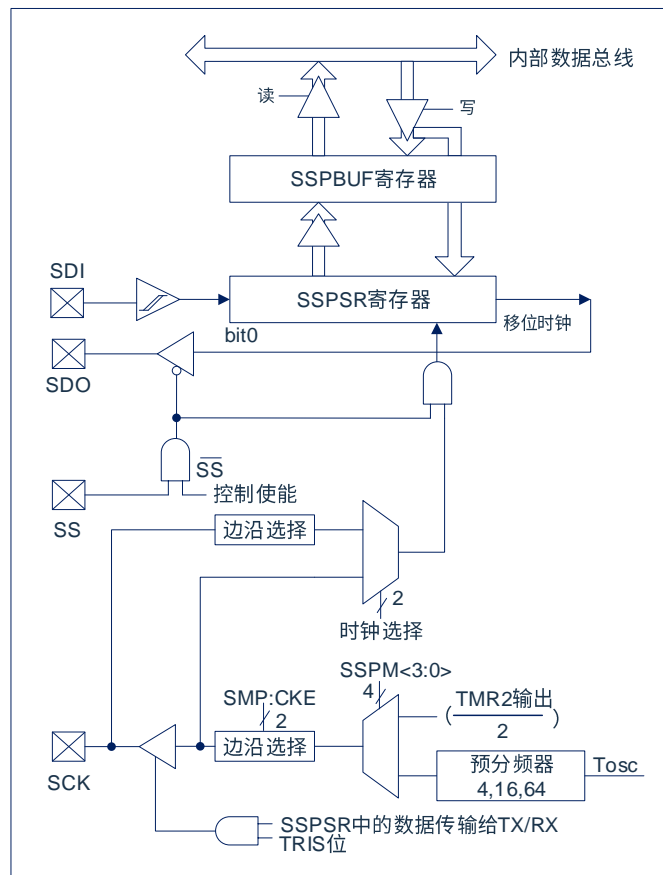 内部数据总线
读
写
SSPBUF寄存器
SDI
SSPSR寄存器
bit0
移位时钟
SDO
SS
控制使能
SS
边沿选择
2
时钟选择
SSPM<3:0>
4
SMP:CKE
2
(TMR2输出
2)
边沿选择
SCK
预分频器
4,16,64
Tosc
SSPSR中的数据传输给TX/RX
TRIS位